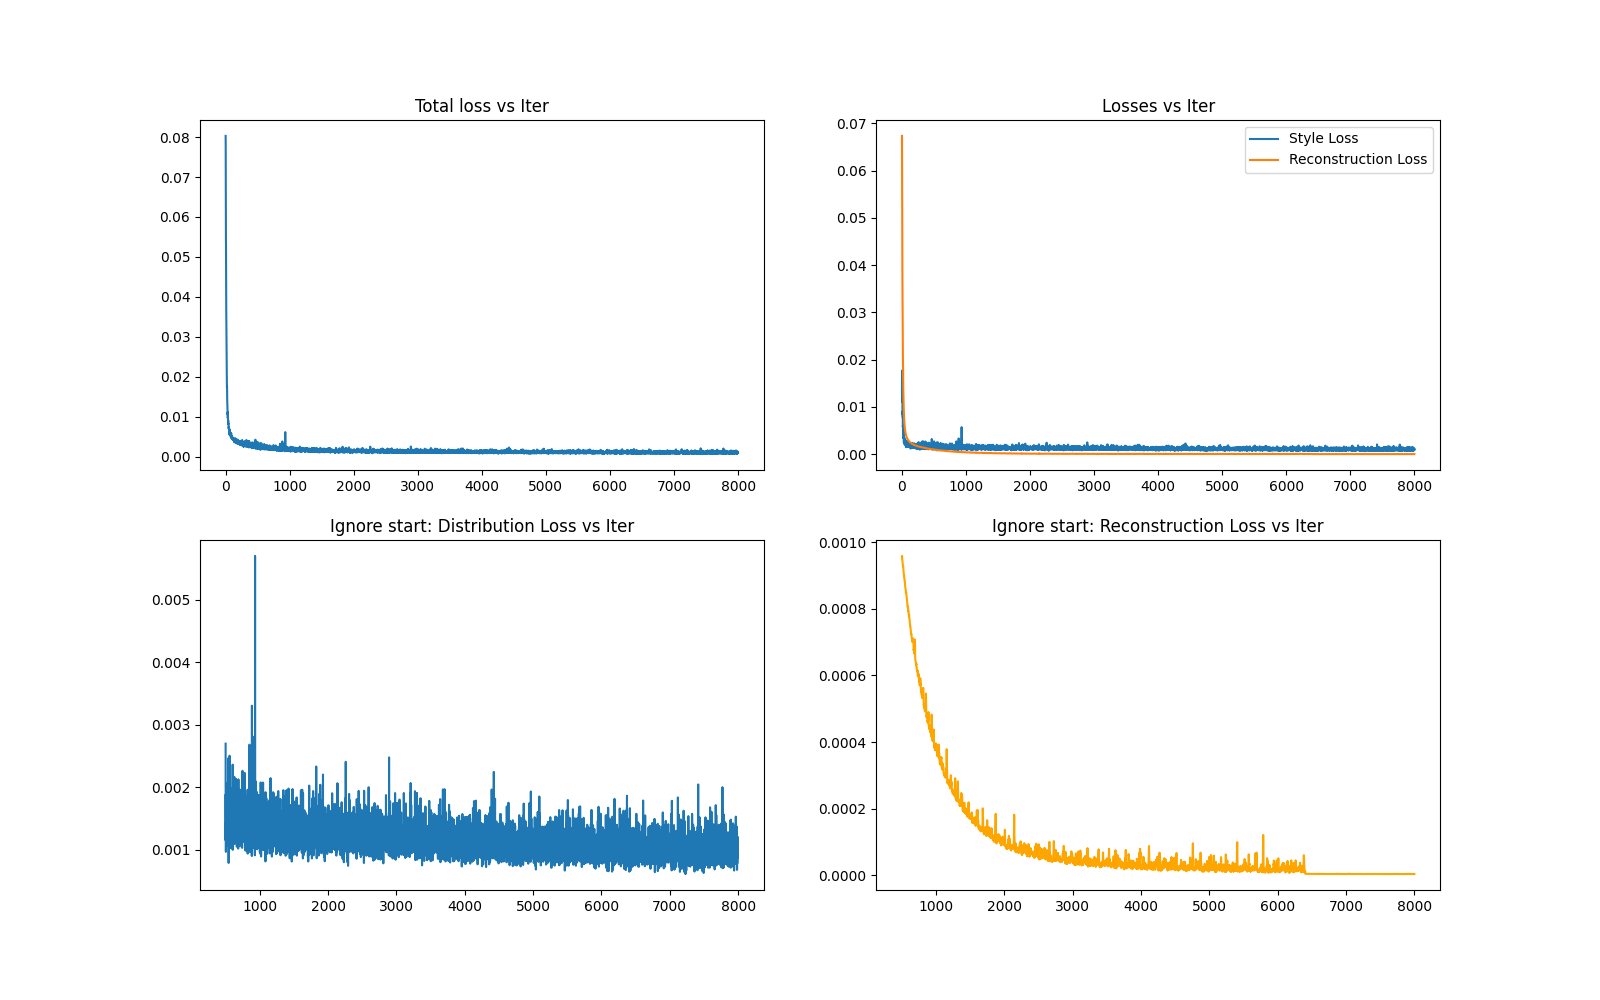 Total loss vs Iter
0.08
0.07
0.06
0.05
0.04
0.03
0.02
0.01
0.00
0 1000 2000 3000 4000 5000 6000 7000 8000
Losses vs Iter
Style Loss
Reconstruction Loss
0.07
0.06
0.05
0.04
0.03
0.02
0.01
0.00
0 1000 2000 3000 4000 5000 6000 7000 8000
Ignore start: Distribution Loss vs Iter
0.005
0.004
0.003
0.002
0.001
1000 2000 3000 4000 5000 6000 7000 8000
Ignore start: Reconstruction Loss vs Iter
0.0010
0.0008
0.0006
0.0004
0.0002
0.0000
1000 2000 3000 4000 5000 6000 7000 8000